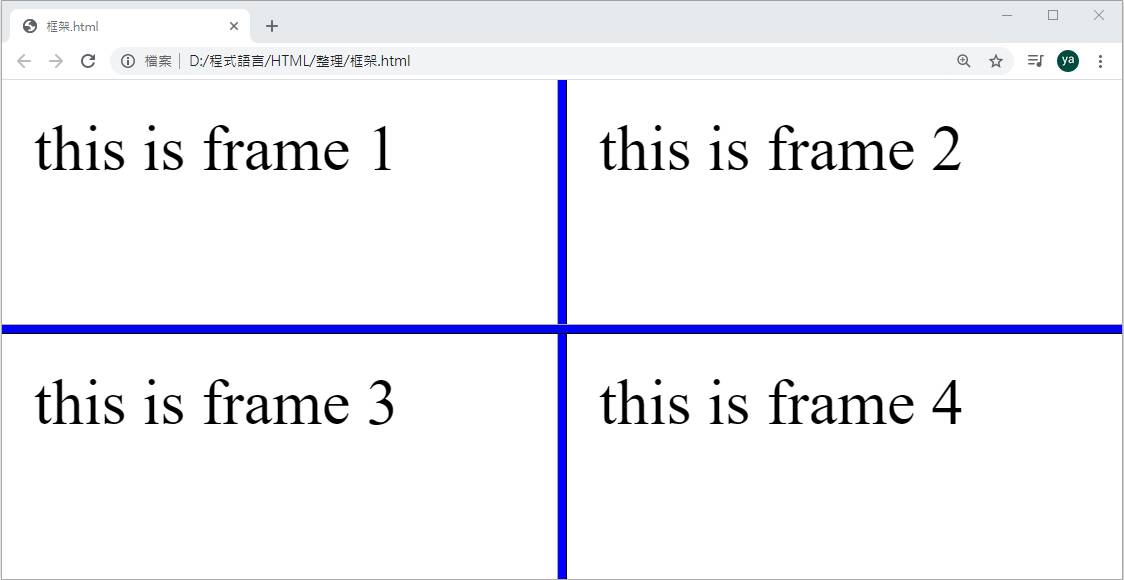 框架.html
檔案 D:/程式語言/HTML/整理/框架.html
ya
this is frame 1
this is frame 2
this is frame 3
this is frame 4